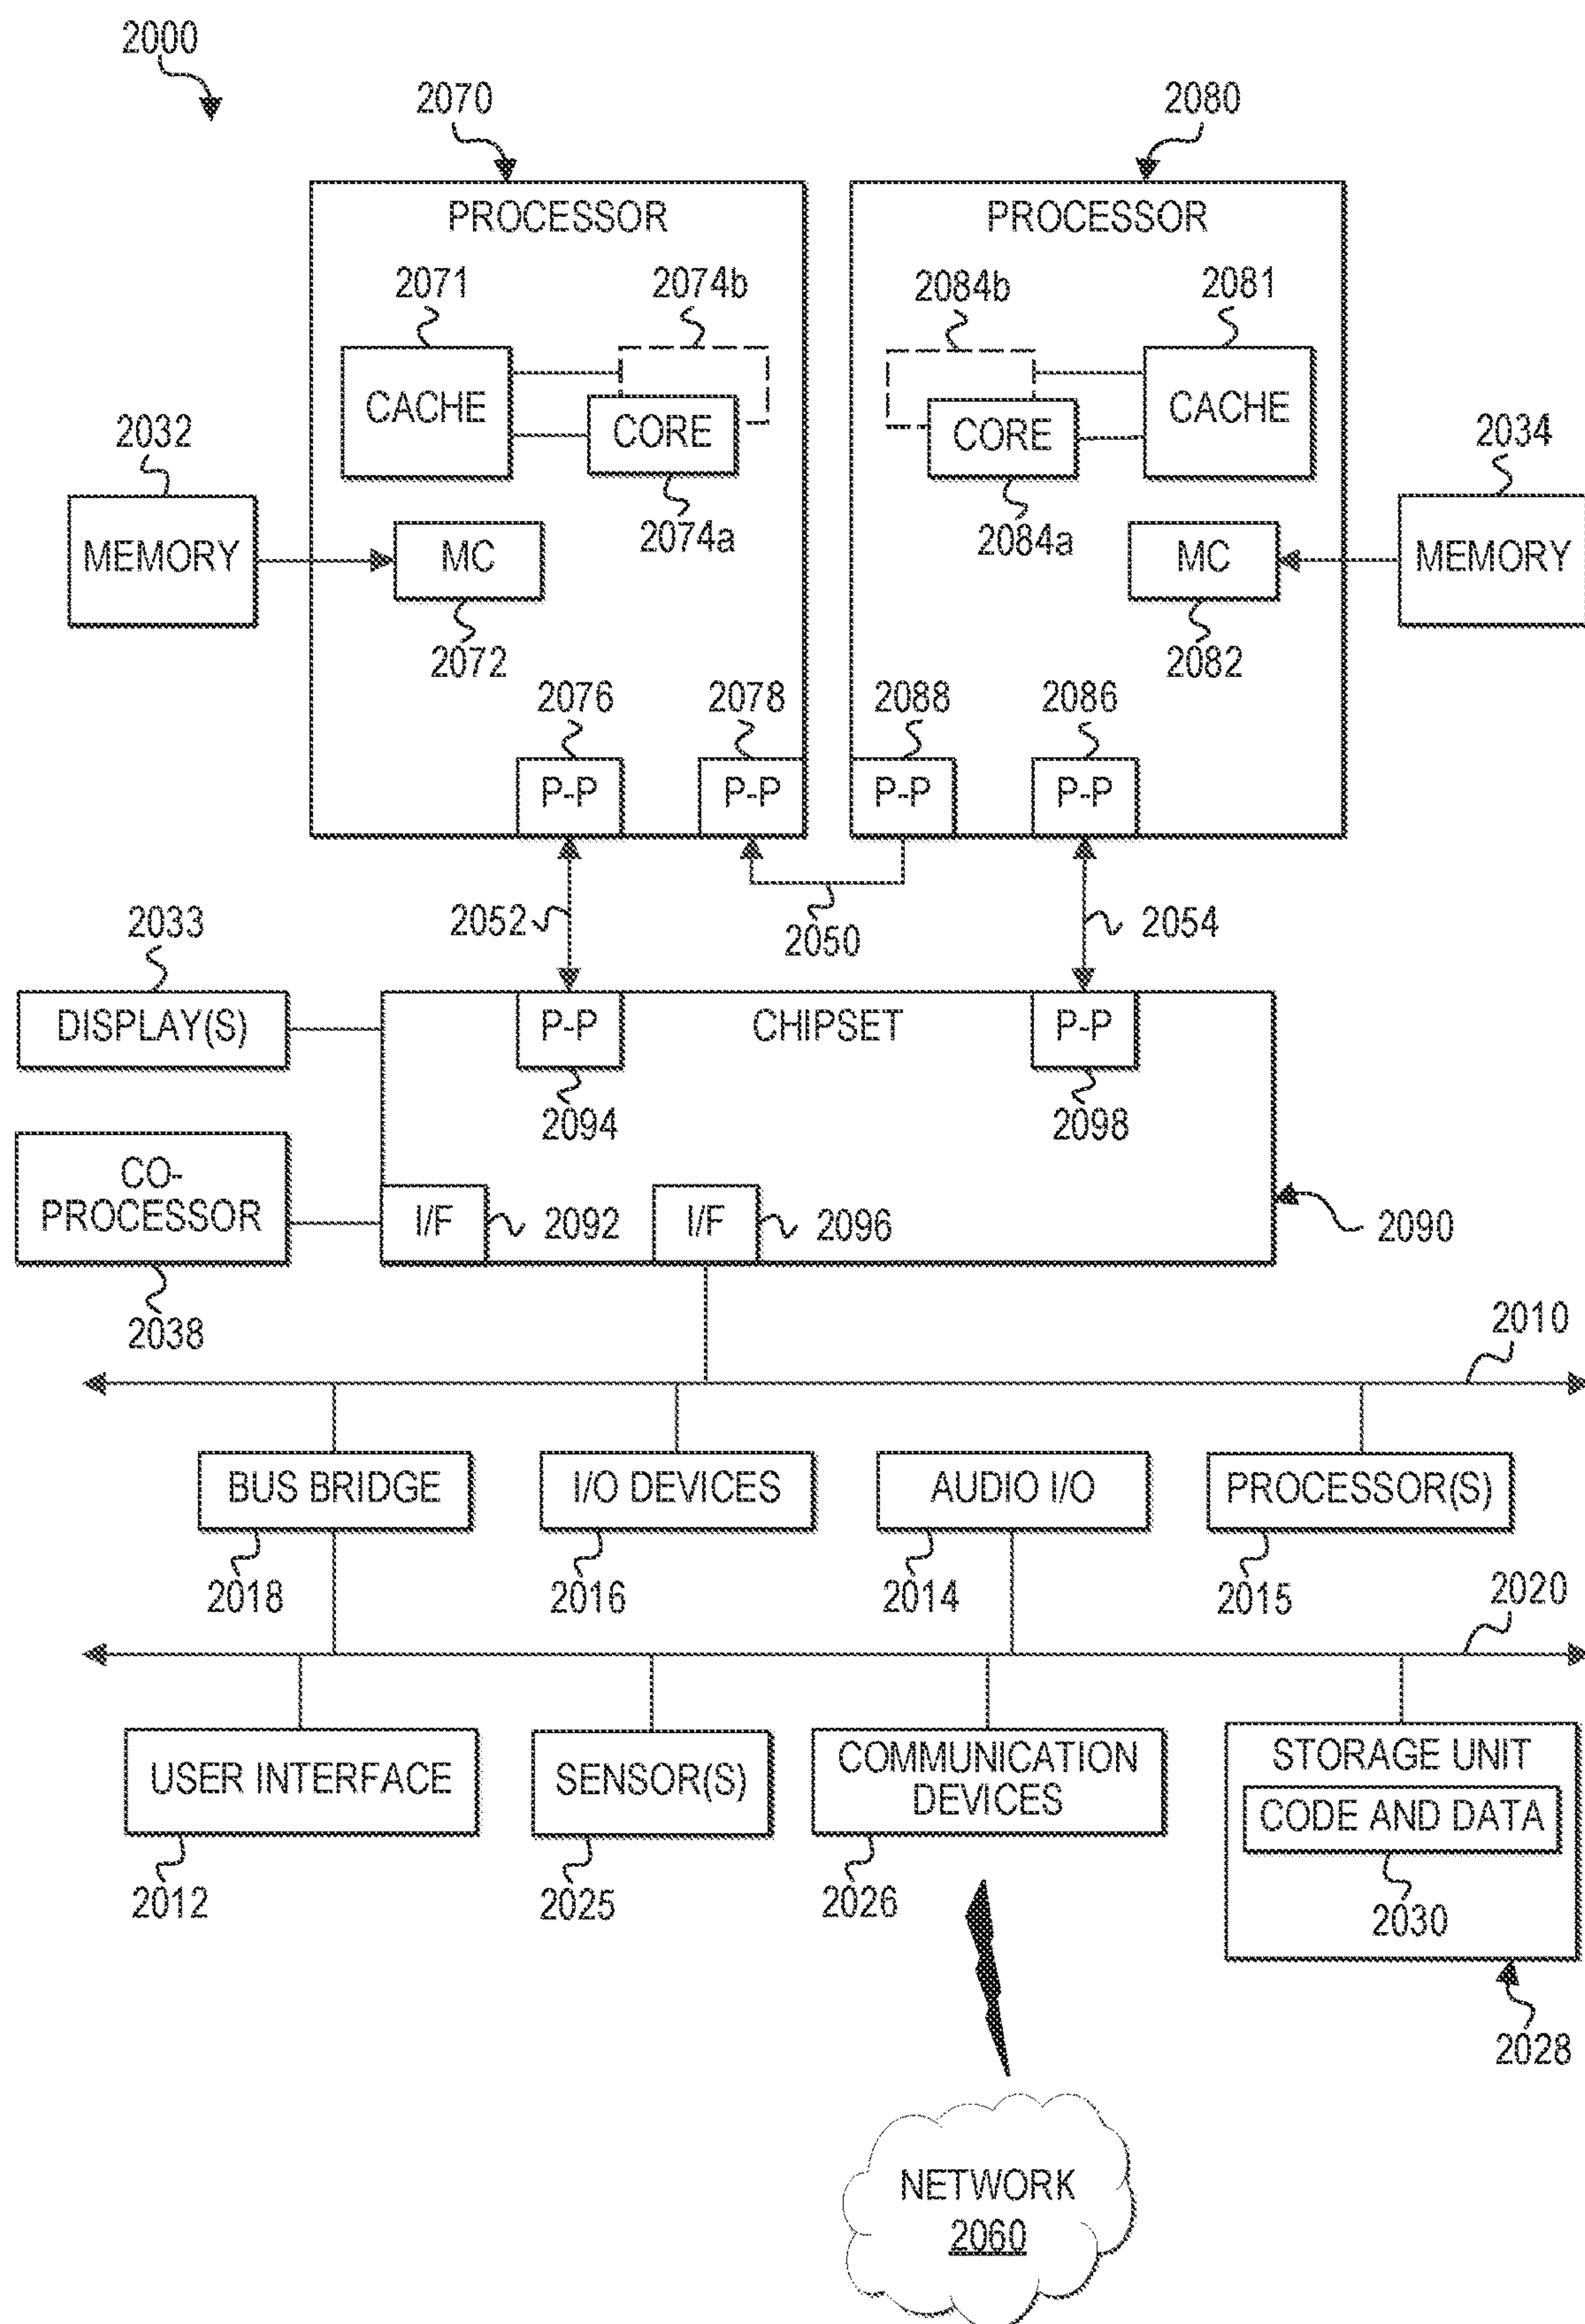 2000
2070
2080
PROCESSOR
PROCESSOR
2071
2074b
2084b
2081
CACHE
CORE
CORE
CACHE
2032
2034
2074a
2084a
MEMORY
MC
MC
MEMORY
2072
2082
2076
2078
2088
2086
P-P
P-P
P-P
P-P
2052
2050
2054
2033
DISPLAY(S)
P-P
CHIPSET
P-P
2094
2098
CO-
PROCESSOR
I/F
2092
I/F
2096
2090
2038
2010
BUS BRIDGE
I/O DEVICES
AUDIO I/O
PROCESSOR(S)
2018
2016
2014
2015
2020
USER INTERFACE
SENSOR(S)
COMMUNICATION
DEVICES
STORAGE UNIT
CODE AND DATA
2012
2025
2026
2030
2028
NETWORK
2060